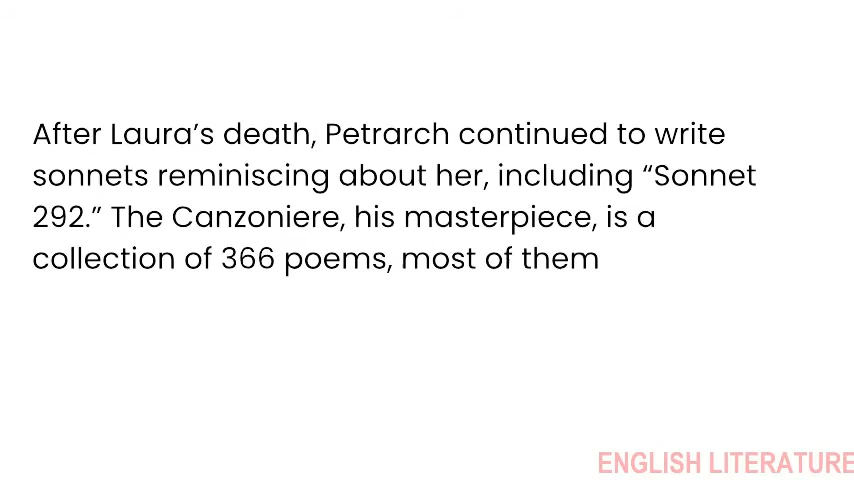 After Laura’s death, Petrarch continued to write
sonnets reminiscing about her, including “Sonnet
292.” The Canzoniere, his masterpiece, is a
collection of 366 poems, most of them
ENGLISH LITERATURE